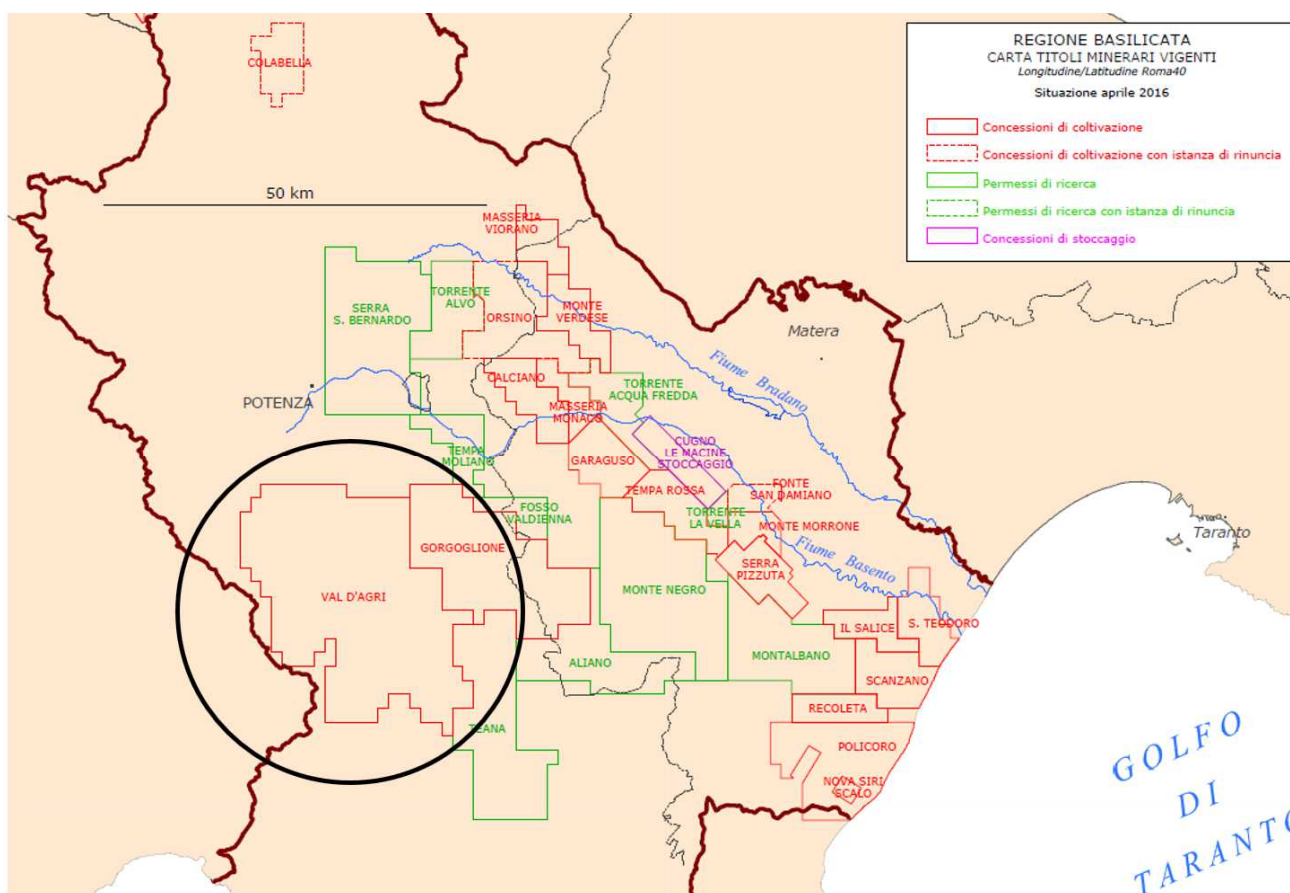 REGIONE BASILICATA
CARTA TITOLI MINERARI VIGENTI
Longitudine/Latitudine Roma40
Situazione aprile 2016
Concessioni di coltivazione
Concessioni di coltivazione con istanza di rinuncia
Permessi di ricerca
Permessi di ricerca con istanza di rinuncia
Concessioni di stoccaggio
COLABELLA
50 km
MASSERIA
VIORANO
SERRA
S. BERNARDO
TORRENTE
ALVO
ORSINO
MONTE
VERDESE
Matera
Fiume Bradano
CALCIANO
TORRENTE
ACQUA FREDDA
POTENZA
MASSERIA
MONACO
CUGNO
LE MACINE
STOCCAGGIO
TEMPA
MOLIANO
GARAGUSO
TEMPA ROSSA
FONTE
SAN DAMIANO
FOSSO
VALDIENNA
TORRENTE
LA VELLA
MONTE MORRONE
Taranto
GORGOGLIONE
Fiume Basento
SERRA
PIZZUTA
VAL D'AGRI
MONTE NEGRO
IL SALICE
S. TEODORO
ALIANO
MONTALBANO
SCANZANO
RECOLETA
TEANA
POLICORO
NOVA SIRI
SCALO
GOLFO
DI
TARANTO